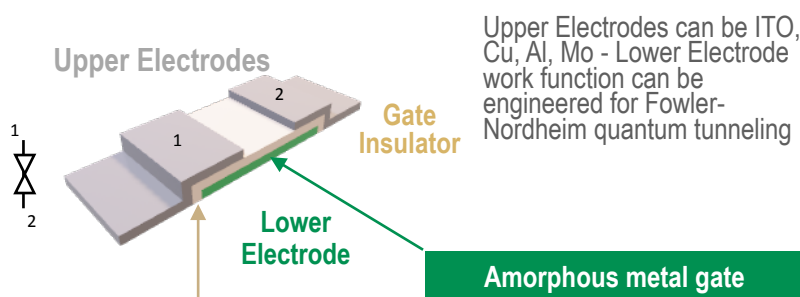 Upper Electrodes can be ITO,
Cu, Al, Mo - Lower Electrode
work function can be
engineered for Fowler-
Nordheim quantum tunneling
Upper Electrodes
2
1
Gate
Insulator
1
2
Lower
Electrode
Amorphous metal gate